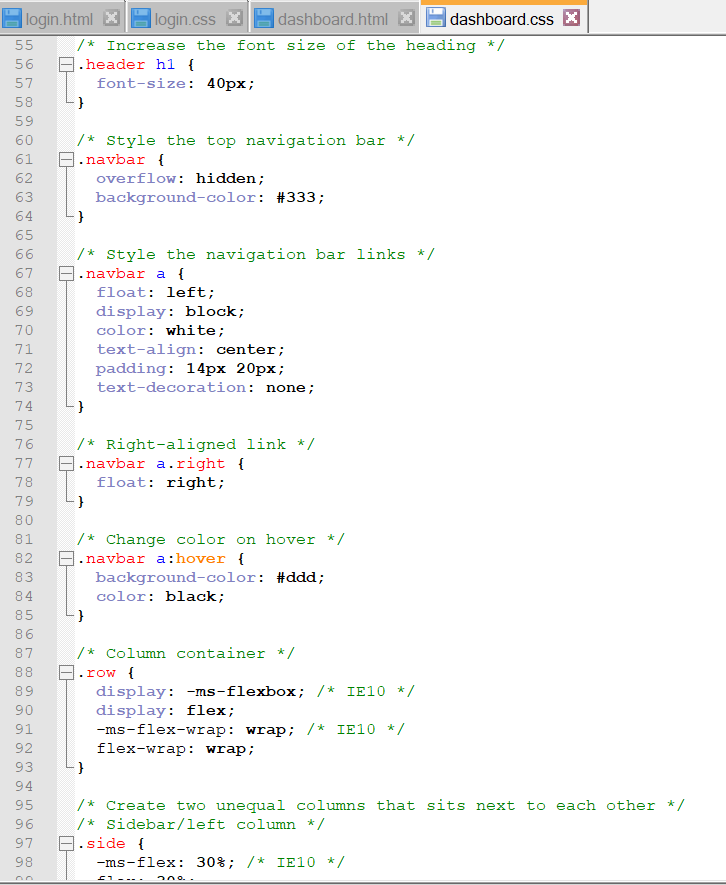 login.html login.css dashboard.html dashboard.css
55 /* Increase the font size of the heading */
56 .header h1 {
57 font-size: 40px;
58 }
59
60 /* Style the top navigation bar */
61 .navbar {
62 overflow: hidden;
63 background-color: #333;
64 }
65
66 /* Style the navigation bar links */
67 .navbar a {
68 float: left;
69 display: block;
70 color: white;
71 text-align: center;
72 padding: 14px 20px;
73 text-decoration: none;
74 }
75
76 /* Right-aligned link */
77 .navbar a.right {
78 float: right;
79 }
80
81 /* Change color on hover */
82 .navbar a:hover {
83 background-color: #ddd;
84 color: black;
85 }
86
87 /* Column container */
88 .row {
89 display: -ms-flexbox; /* IE10 */
90 display: flex;
91 -ms-flex-wrap: wrap; /* IE10 */
92 flex-wrap: wrap;
93 }
94
95 /* Create two unequal columns that sits next to each other */
96 /* Sidebar/left column */
97 .side {
98 -ms-flex: 30%; /* IE10 */